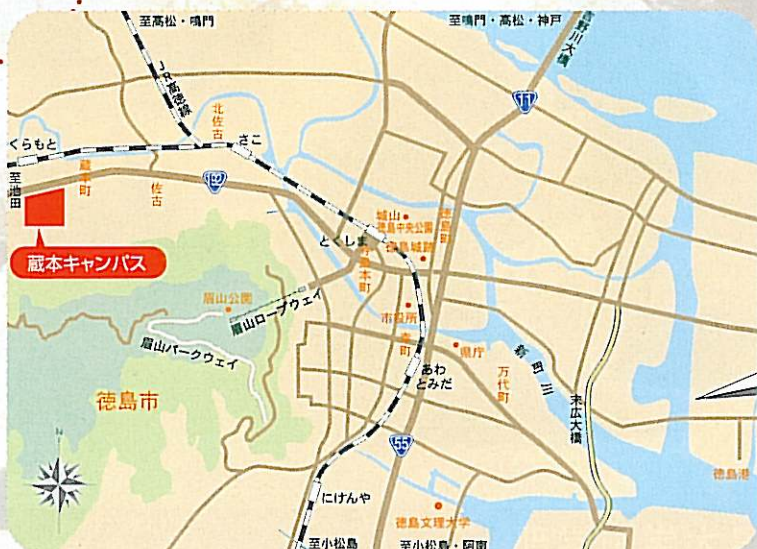 至高松・鳴門
至鳴門・高松・神戸
吉野川大橋
JR高徳線
11
北佐古
くらもと
さこ
至池田
蔵本町
佐古
192
城山
徳島中央公園
徳島町
とくしま
徳島城跡
蔵本キャンパス
眉山公園
眉山ロープウェイ
市役所
幸町
眉山パークウェイ
県庁
新町川
あわ
とみだ
万代町
末広大橋
徳島市
55
徳島港
N
にけんや
徳島文理大学
至小松島
至小松島・阿南